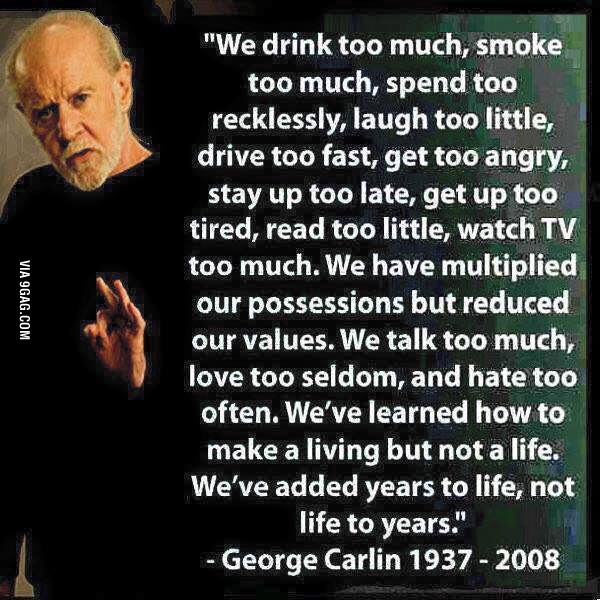 "We drink too much, smoke
too much, spend too
recklessly, laugh too little,
drive too fast, get too angry,
stay up too late, get up too
tired, read too little, watch TV
too much. We have multiplied
our possessions but reduced
our values. We talk too much,
love too seldom, and hate too
often. We've learned how to
make a living but not a life.
We've added years to life, not
life to years."
- George Carlin 1937 - 2008
VIA 9GAG.COM